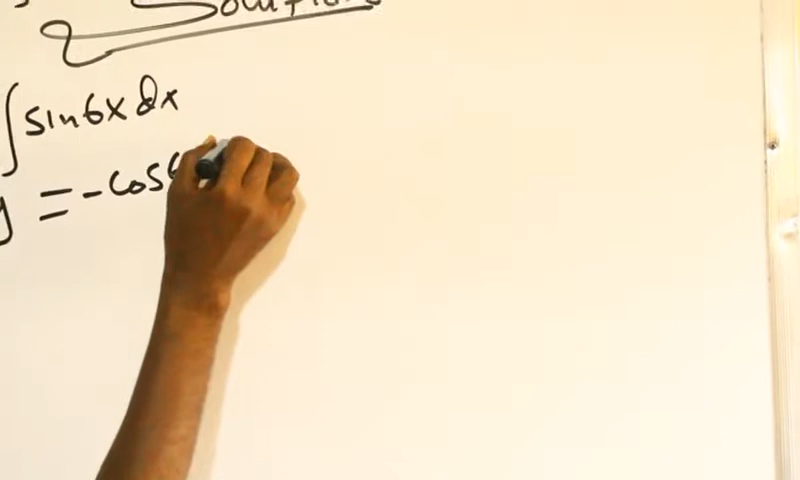 Solution
∫ sin6x dx
y = -cos6